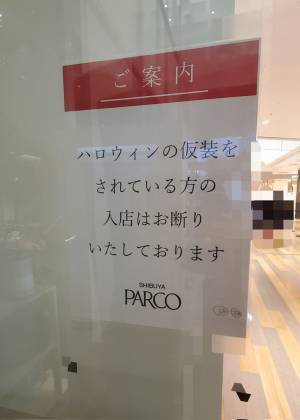 ご案内
ハロウィンの仮装を
されている方の
入店はお断り
いたしております
SHIBUYA
PARCO